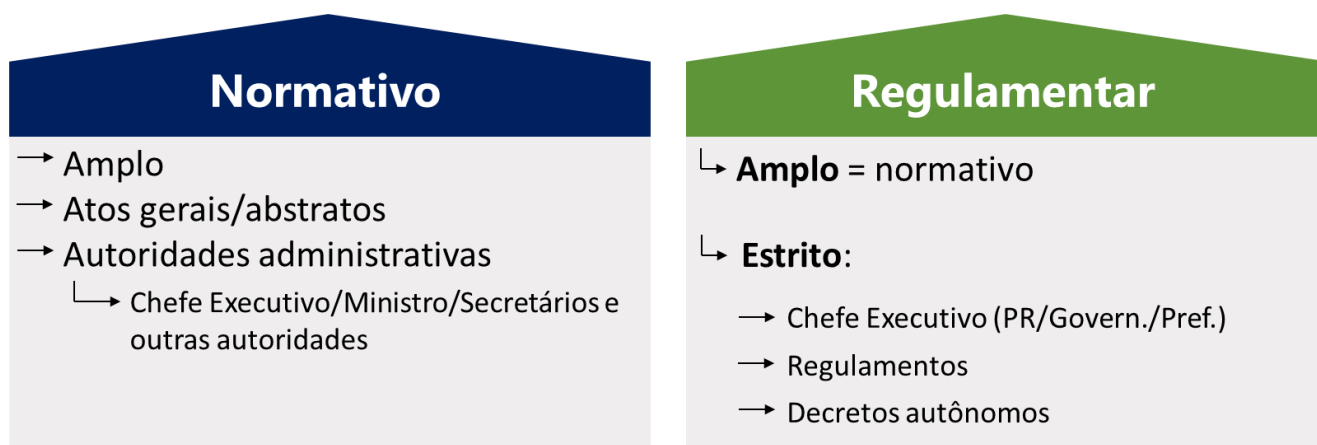 Normativo
Amplo
Atos gerais/abstratos
Autoridades administrativas
Chefe Executivo/Ministro/Secretários e
outras autoridades
Regulamentar
Amplo = normativo
Estrito:
Chefe Executivo (PR/Govern./Pref.)
Regulamentos
Decretos autônomos